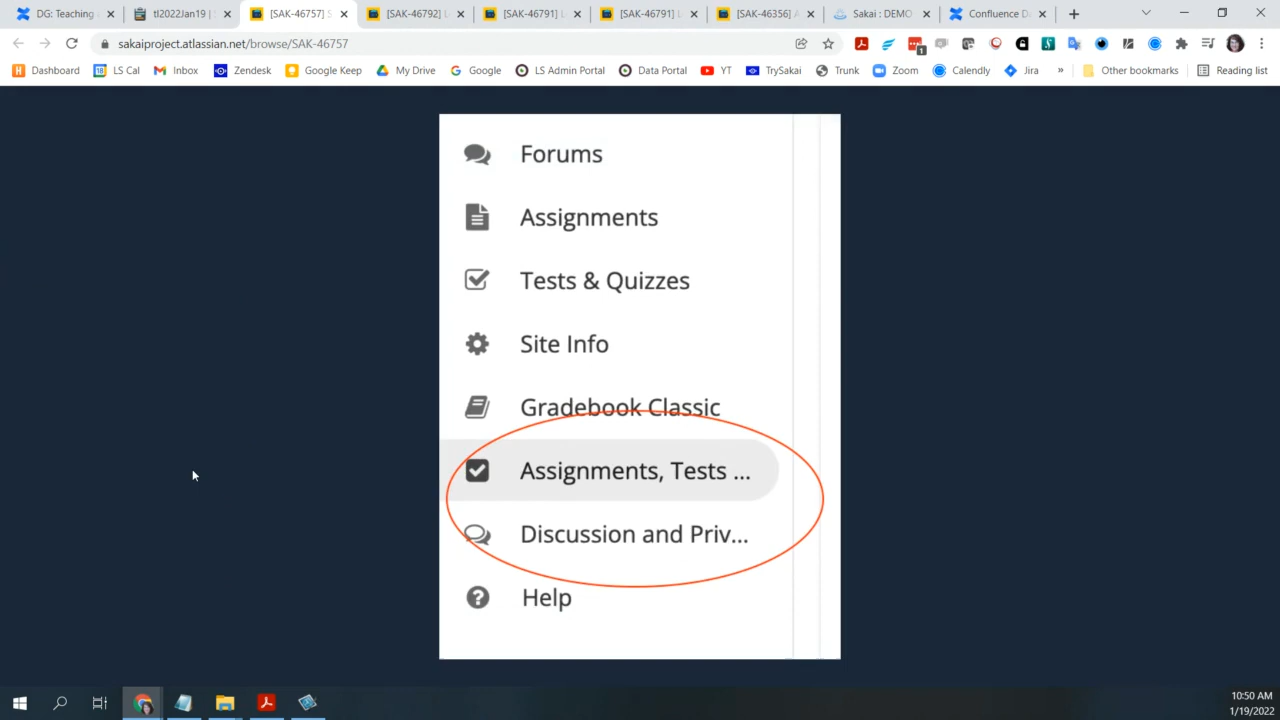 DG: Teaching
tl2022Jan19 | S
[SAK-46757] S
[SAK-46792] L
[SAK-46791] L
[SAK-46791] L
[SAK-46356] A
Sakai : DEMO
Confluence D
sakaiproject.atlassian.net/browse/SAK-46757
1
Dashboard
18
LS Cal
Inbox
Zendesk
Google Keep
My Drive
Google
LS Admin Portal
Data Portal
YT
TrySakai
Trunk
Zoom
Calendly
Jira
»
Other bookmarks
Reading list
Forums
Assignments
Tests & Quizzes
Site Info
Gradebook Classic
Assignments, Tests ...
Discussion and Priv...
Help
10:50 AM
1/19/2022